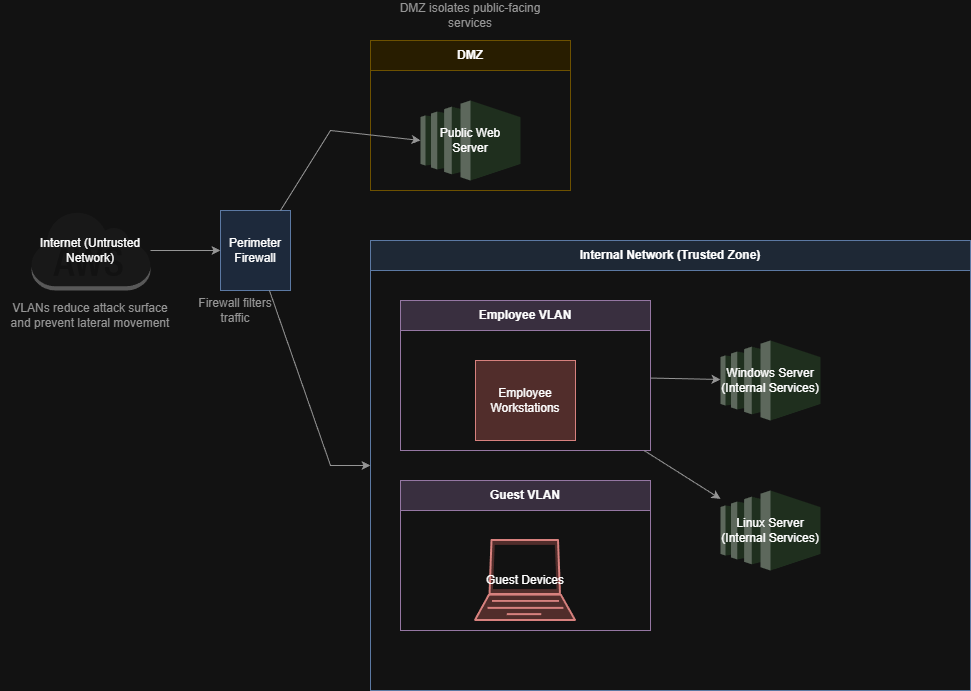 DMZ isolates public-facing
services
DMZ
Public Web
Server
Internet (Untrusted
Network)
AWS
VLANs reduce attack surface
and prevent lateral movement
Perimeter
Firewall
Firewall filters
traffic
Internal Network (Trusted Zone)
Employee VLAN
Employee
Workstations
Windows Server
(Internal Services)
Guest VLAN
Guest Devices
Linux Server
(Internal Services)